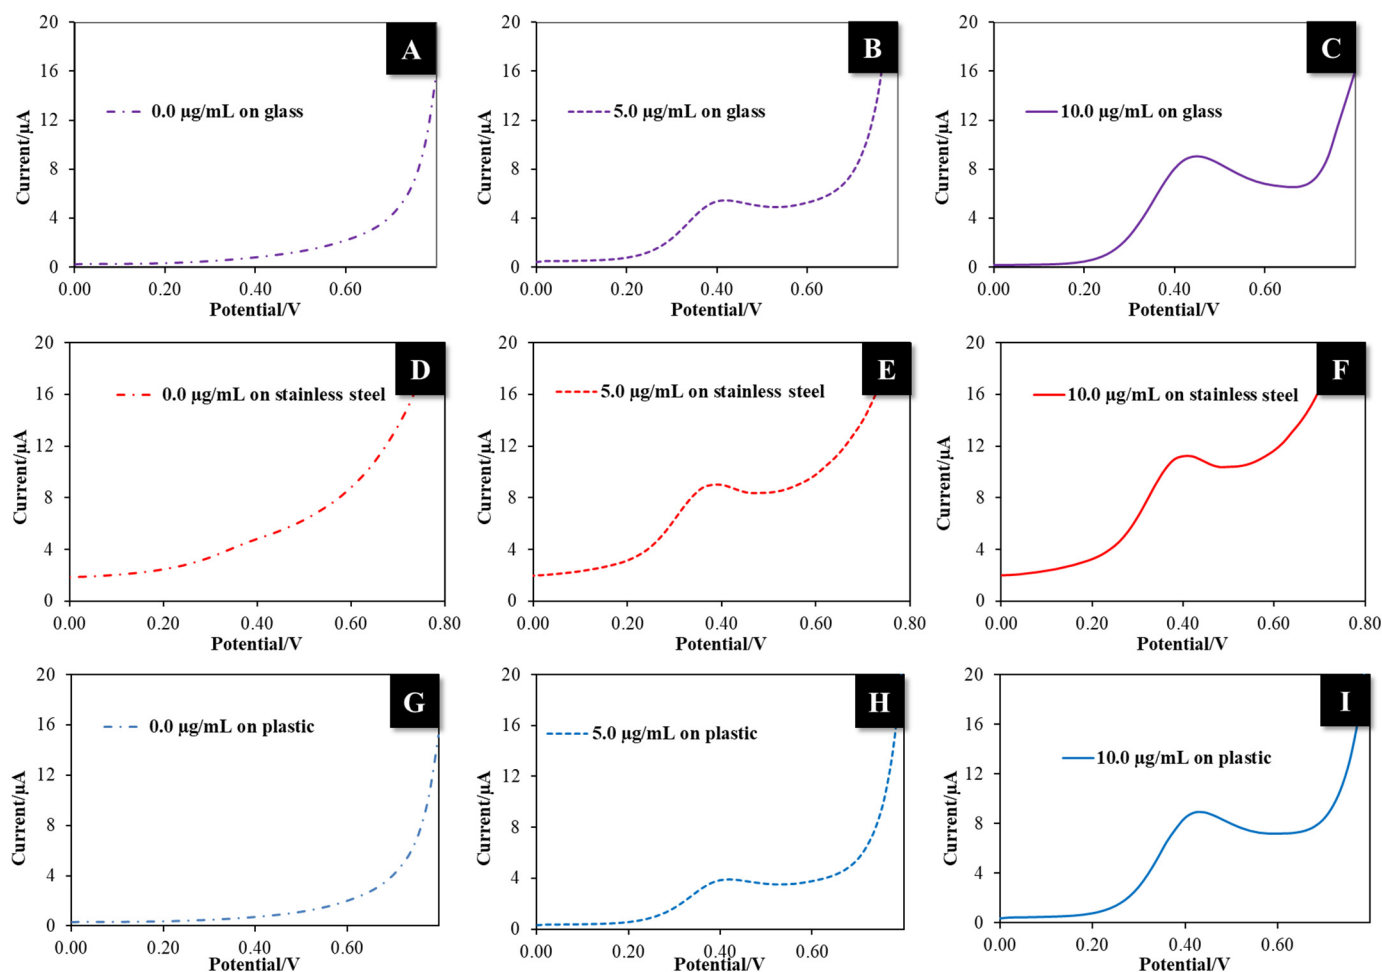 20
16
12
8
4
0
0.00 0.20 0.40 0.60
Current/µA
Potential/V
A
0.0 µg/mL on glass
20
16
12
8
4
0
0.00 0.20 0.40 0.60
Current/µA
Potential/V
B
5.0 µg/mL on glass
20
16
12
8
4
0
0.00 0.20 0.40 0.60
Current/µA
Potential/V
C
10.0 µg/mL on glass
20
16
12
8
4
0
0.00 0.20 0.40 0.60 0.80
Current/µA
Potential/V
D
0.0 µg/mL on stainless steel
20
16
12
8
4
0
0.00 0.20 0.40 0.60 0.80
Current/µA
Potential/V
E
5.0 µg/mL on stainless steel
20
16
12
8
4
0
0.00 0.20 0.40 0.60 0.80
Current/µA
Potential/V
F
10.0 µg/mL on stainless steel
20
16
12
8
4
0
0.00 0.20 0.40 0.60
Current/µA
Potential/V
G
0.0 µg/mL on plastic
20
16
12
8
4
0
0.00 0.20 0.40 0.60
Current/µA
Potential/V
H
5.0 µg/mL on plastic
20
16
12
8
4
0
0.00 0.20 0.40 0.60
Current/µA
Potential/V
I
10.0 µg/mL on plastic